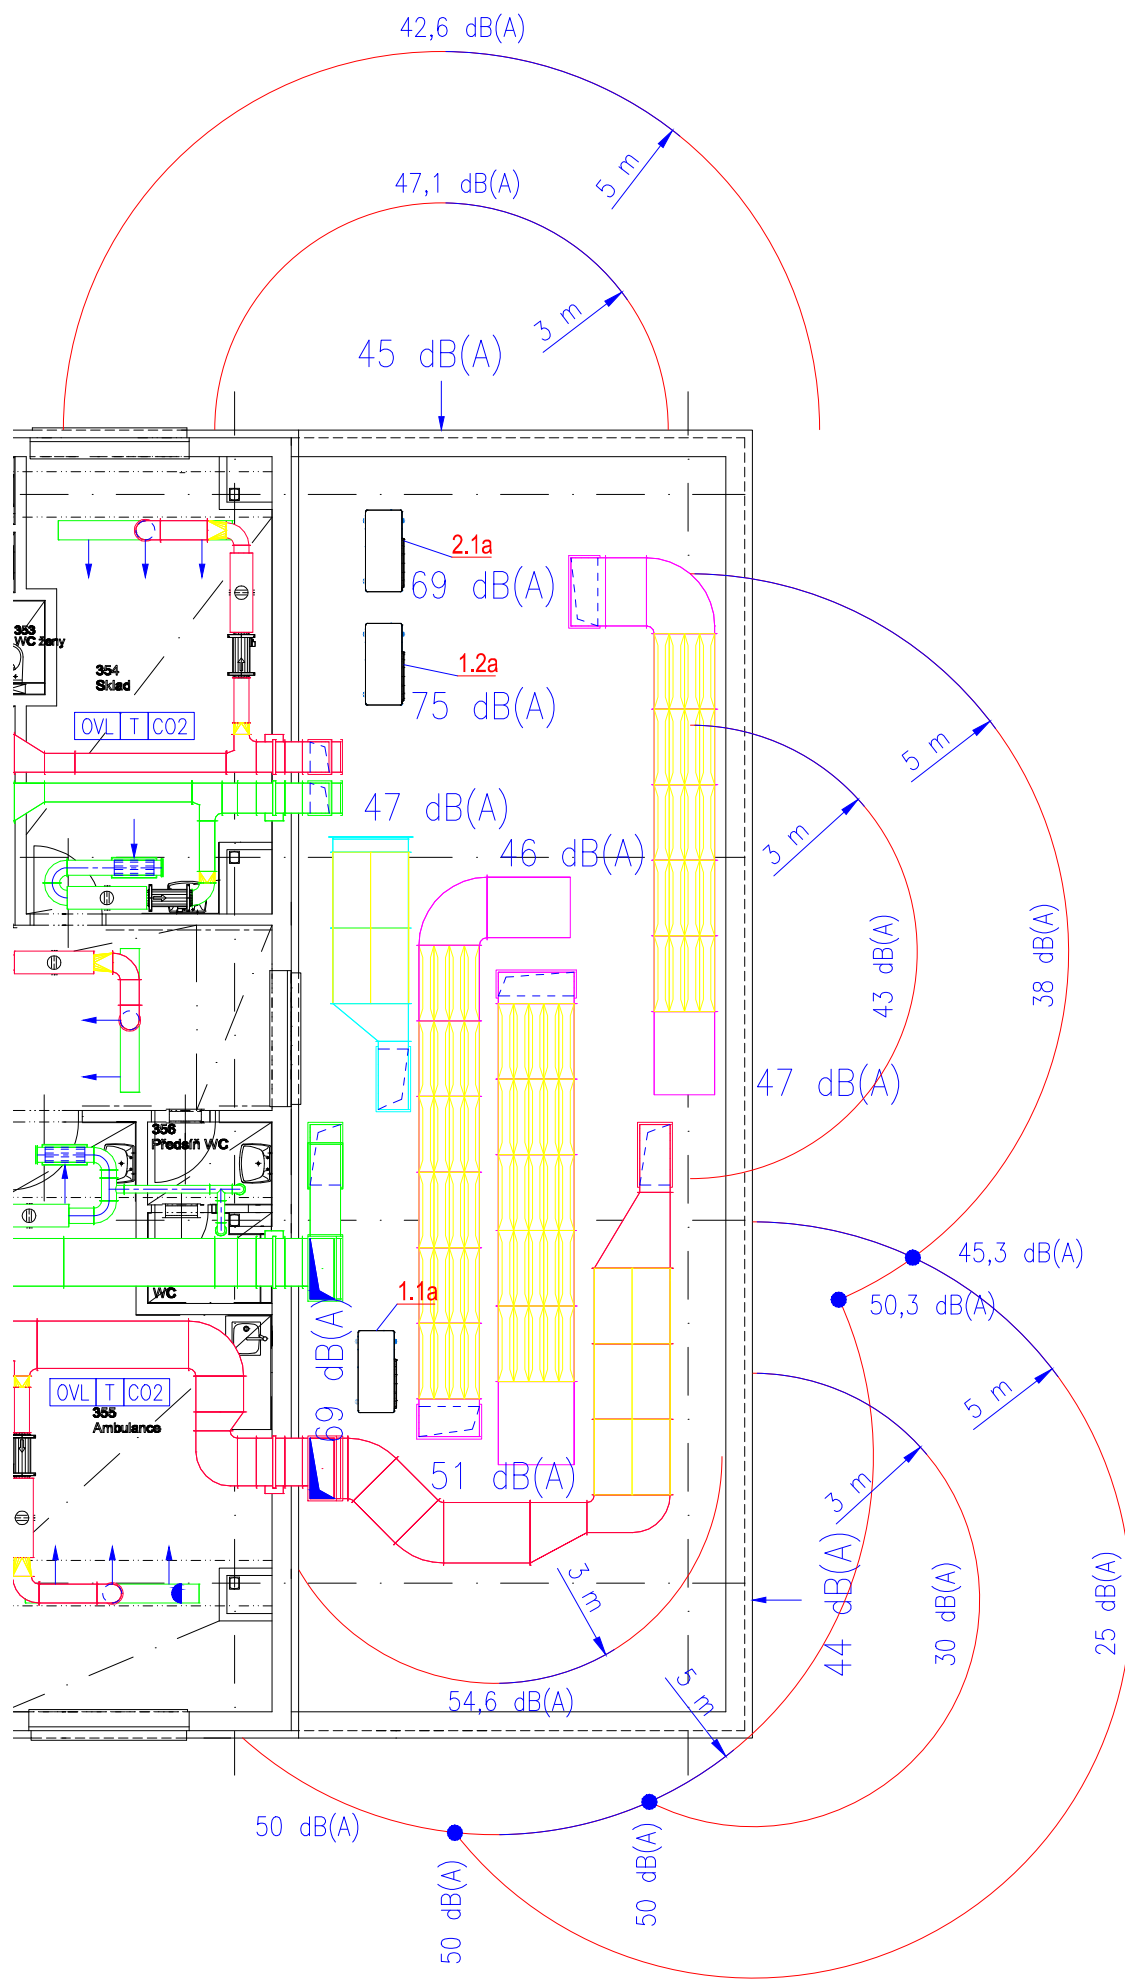 42,6 dB(A)
5 m
47,1 dB(A)
3 m
45 dB(A)
2.1a
69 dB(A)
353
WC ženy
354
Sklad
1.2a
75 dB(A)
OVL T CO2
5 m
47 dB(A)
3 m
46 dB(A)
43 dB(A)
38 dB(A)
47 dB(A)
356
Předsíň WC
45,3 dB(A)
WC
1.1a
50,3 dB(A)
69 dB(A)
OVL T CO2
355
Ambulance
5 m
51 dB(A)
3 m
44 dB(A)
3 m
30 dB(A)
25 dB(A)
54,6 dB(A)
5 m
50 dB(A)
50 dB(A)
50 dB(A)